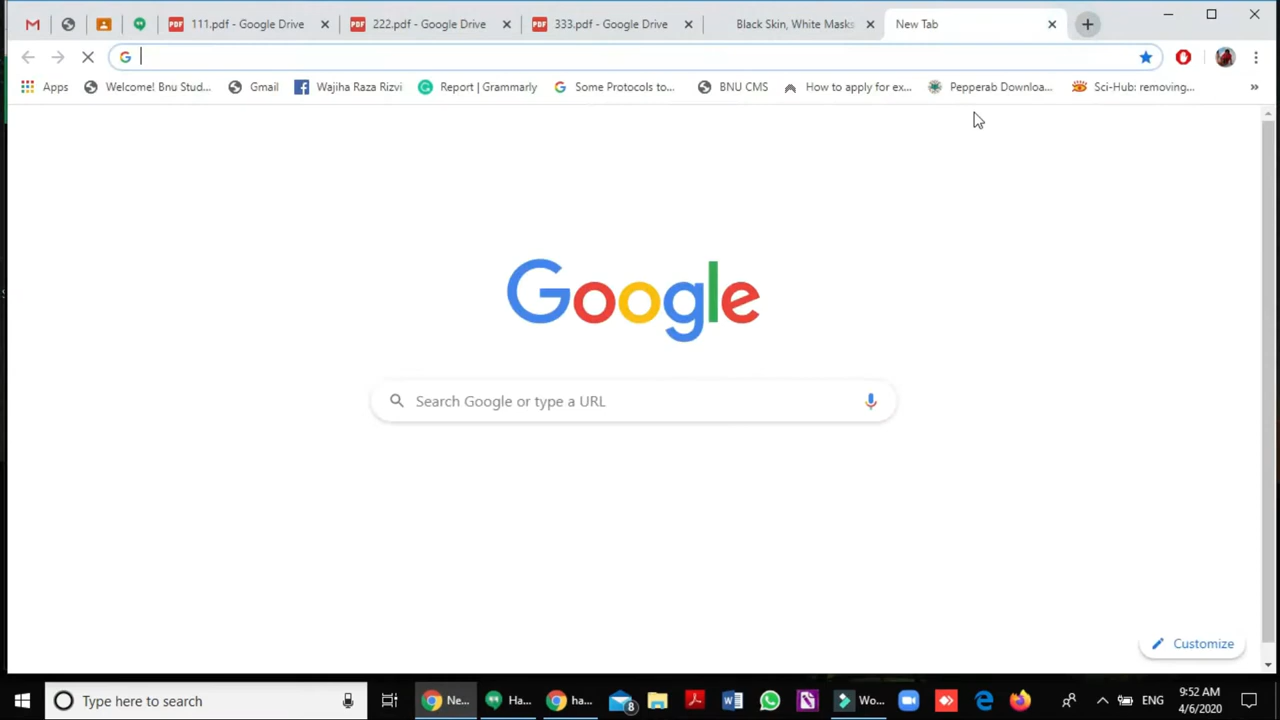 111.pdf - Google Drive
222.pdf - Google Drive
333.pdf - Google Drive
Black Skin, White Masks
New Tab
Apps
Welcome! Bnu Stud...
Gmail
Wajiha Raza Rizvi
Report | Grammarly
Some Protocols to...
BNU CMS
How to apply for ex...
Pepperab Downloa...
Sci-Hub: removing...
»
Google
Search Google or type a URL
Customize
Type here to search
Ne...
Ha...
ha...
8
Wo...
ENG
9:52 AM
4/6/2020